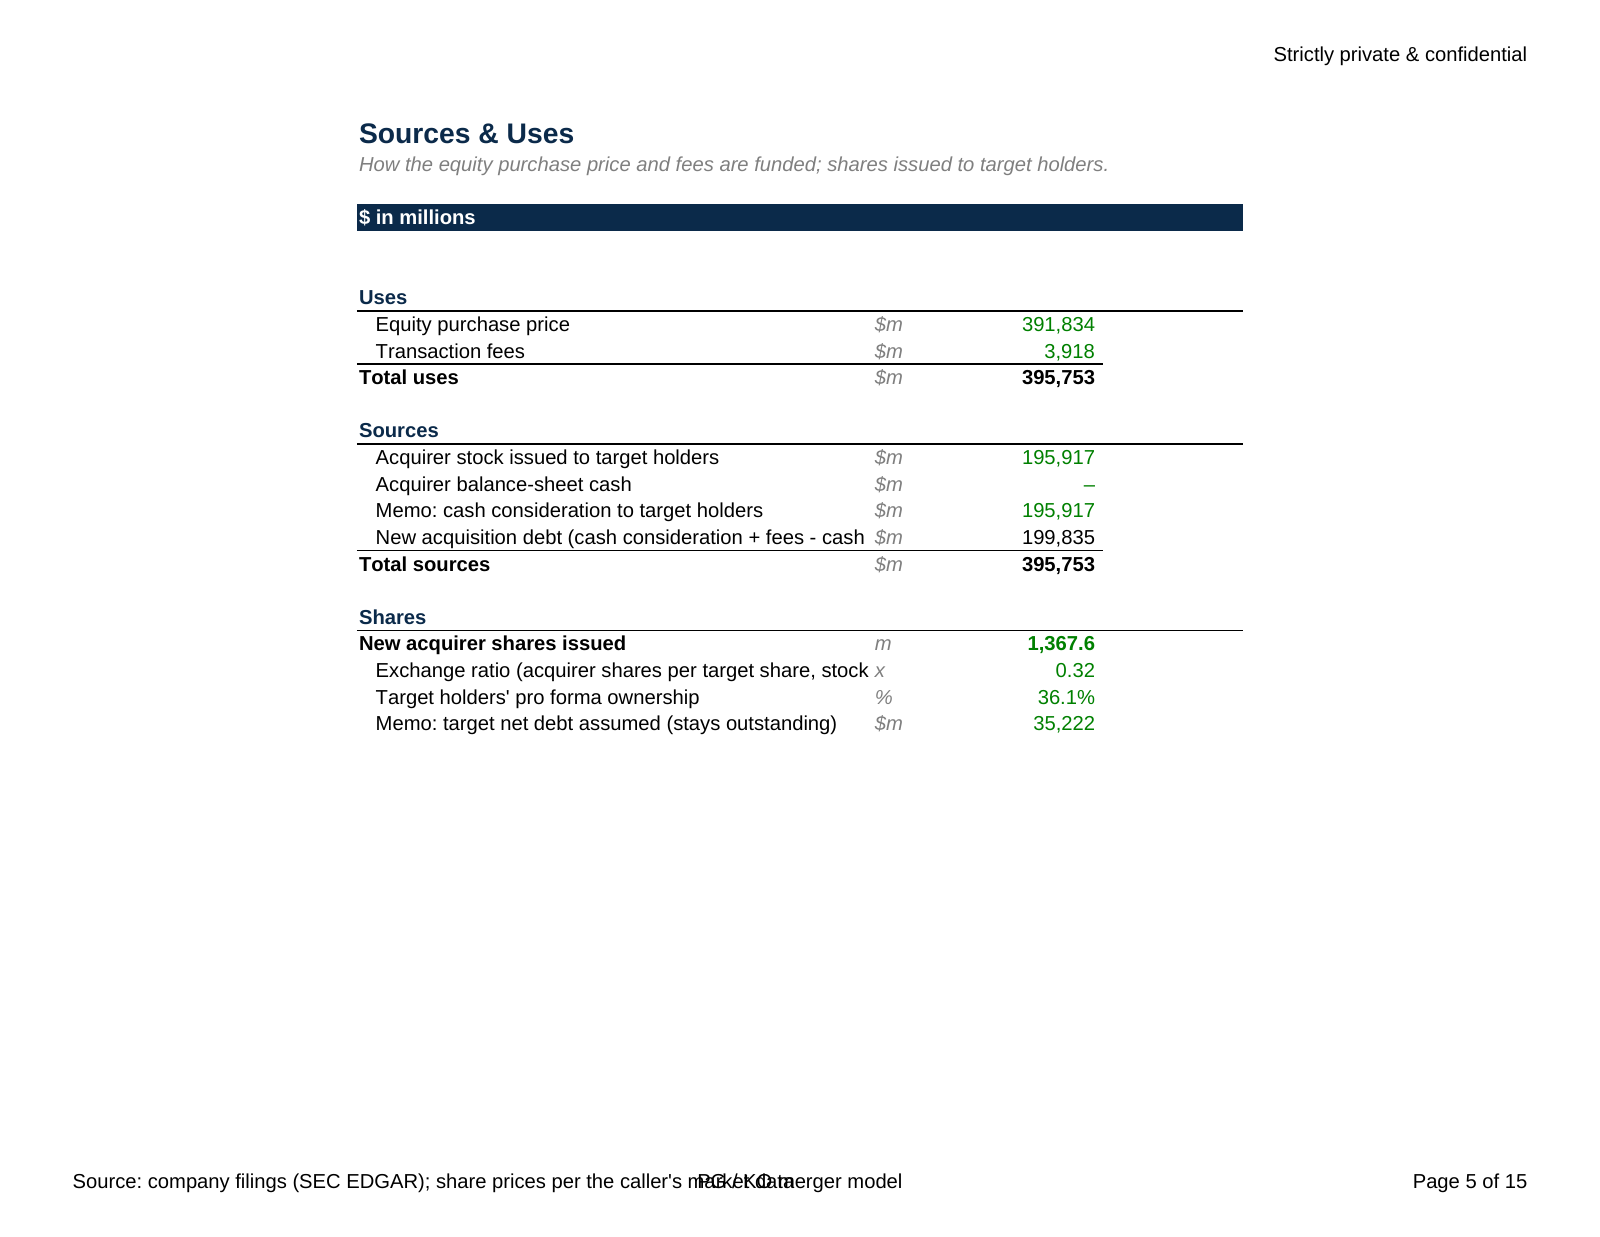 Strictly private & confidential
Sources & Uses
How the equity purchase price and fees are funded; shares issued to target holders.
$ in millions
Uses
Equity purchase price $m 391,834
Transaction fees $m 3,918
Total uses $m 395,753
Sources
Acquirer stock issued to target holders $m 195,917
Acquirer balance-sheet cash $m –
Memo: cash consideration to target holders $m 195,917
New acquisition debt (cash consideration + fees - cash $m 199,835
Total sources $m 395,753
Shares
New acquirer shares issued m 1,367.6
Exchange ratio (acquirer shares per target share, stock x 0.32
Target holders' pro forma ownership % 36.1%
Memo: target net debt assumed (stays outstanding) $m 35,222
Source: company filings (SEC EDGAR); share prices per the caller's market data PG / KO merger model Page 5 of 15